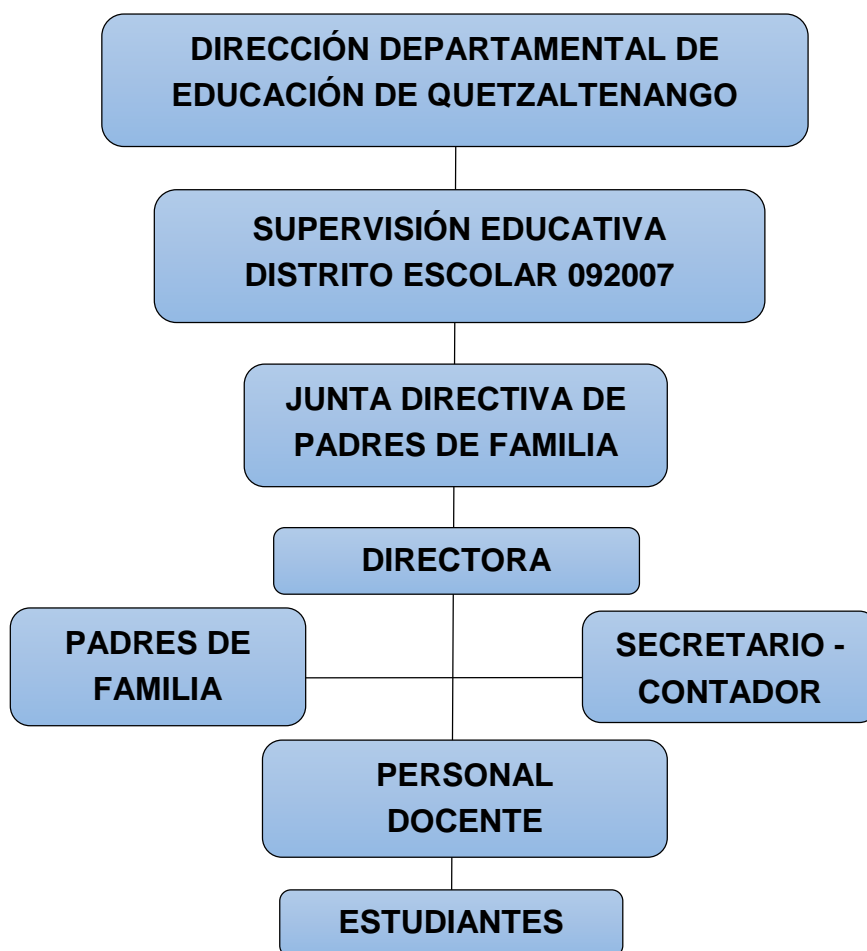 DIRECCIÓN DEPARTAMENTAL DE
EDUCACIÓN DE QUETZALTENANGO
SUPERVISIÓN EDUCATIVA
DISTRITO ESCOLAR 092007
JUNTA DIRECTIVA DE
PADRES DE FAMILIA
DIRECTORA
PADRES DE
FAMILIA
SECRETARIO -
CONTADOR
PERSONAL
DOCENTE
ESTUDIANTES